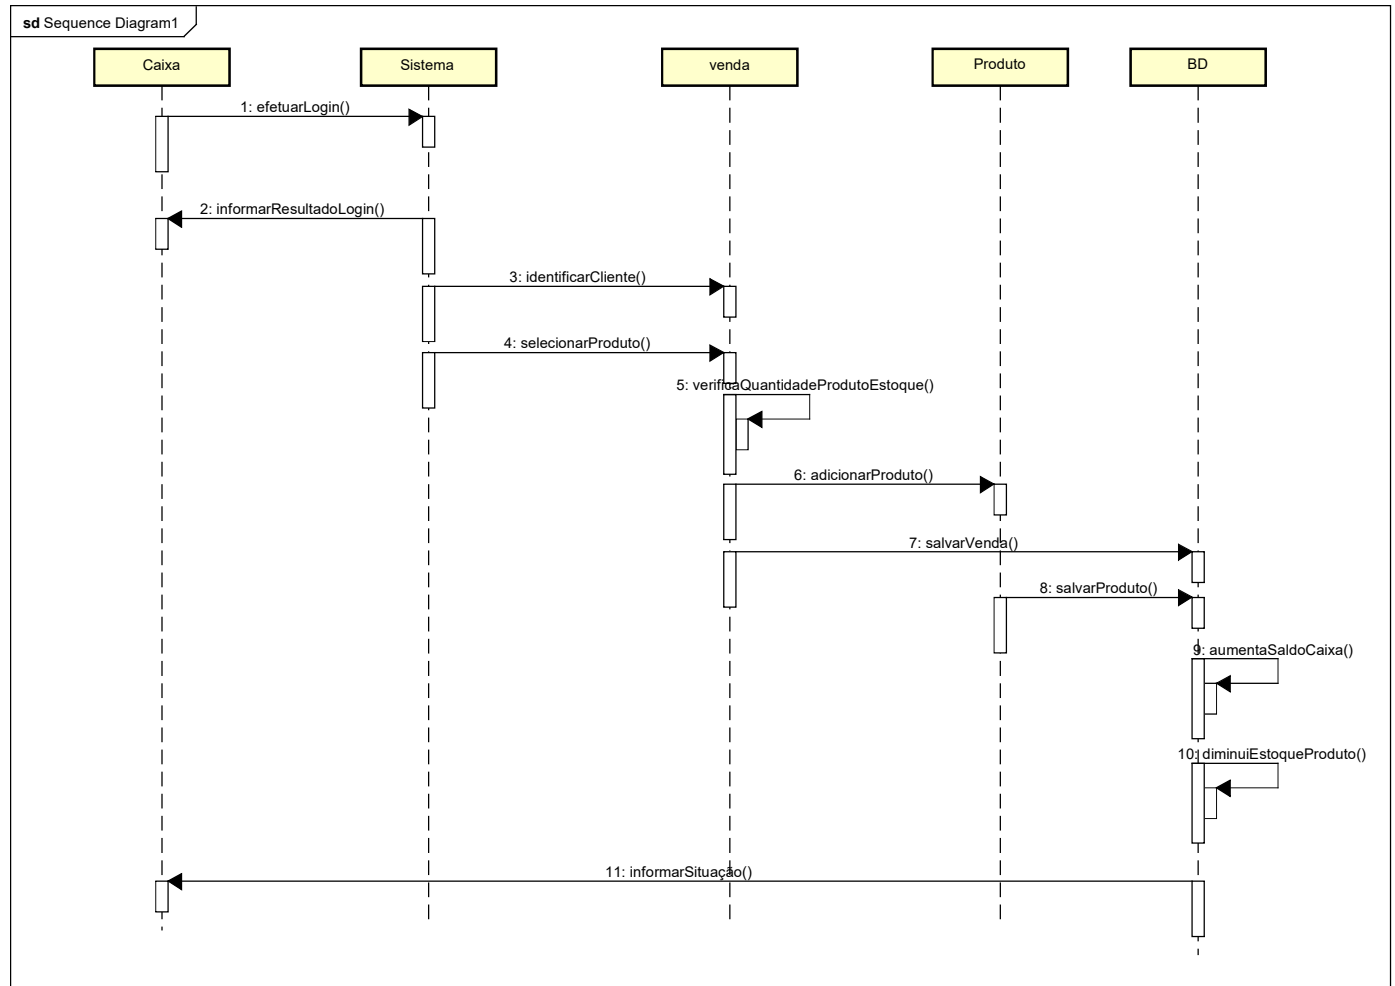 sd Sequence Diagram1
Caixa
Sistema
venda
Produto
BD
1: efetuarLogin()
2: informarResultadoLogin()
3: identificarCliente()
4: selecionarProduto()
5: verificaQuantidadeProdutoEstoque()
6: adicionarProduto()
7: salvarVenda()
8: salvarProduto()
9: aumentaSaldoCaixa()
10: diminuiEstoqueProduto()
11: informarSituação()